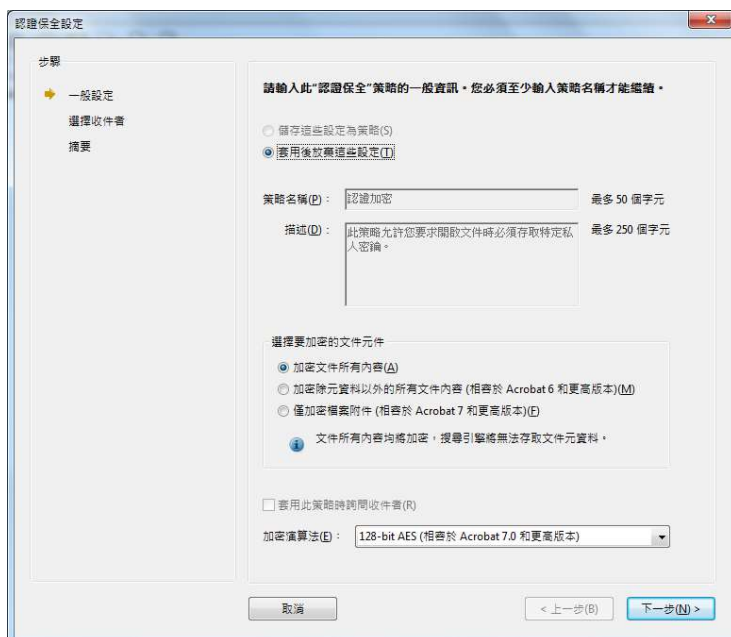 認證保全設定
步驟
一般設定
選擇收件者
摘要
請輸入此"認證保全"策略的一般資訊。您必須至少輸入策略名稱才能繼續。
儲存這些設定為策略(S)
套用後放棄這些設定(T)
策略名稱(P)： 認證加密 最多 50 個字元
描述(D)： 此策略允許您要求開啟文件時必須存取特定私 最多 250 個字元
人密鑰。
選擇要加密的文件元件
加密文件所有內容(A)
加密除元資料以外的所有文件內容 (相容於 Acrobat 6 和更高版本)(M)
僅加密檔案附件 (相容於 Acrobat 7 和更高版本)(F)
文件所有內容均將加密，搜尋引擎將無法存取文件元資料。
套用此策略時詢問收件者(R)
加密演算法(E)： 128-bit AES (相容於 Acrobat 7.0 和更高版本)
取消 < 上一步(B) 下一步(N) >